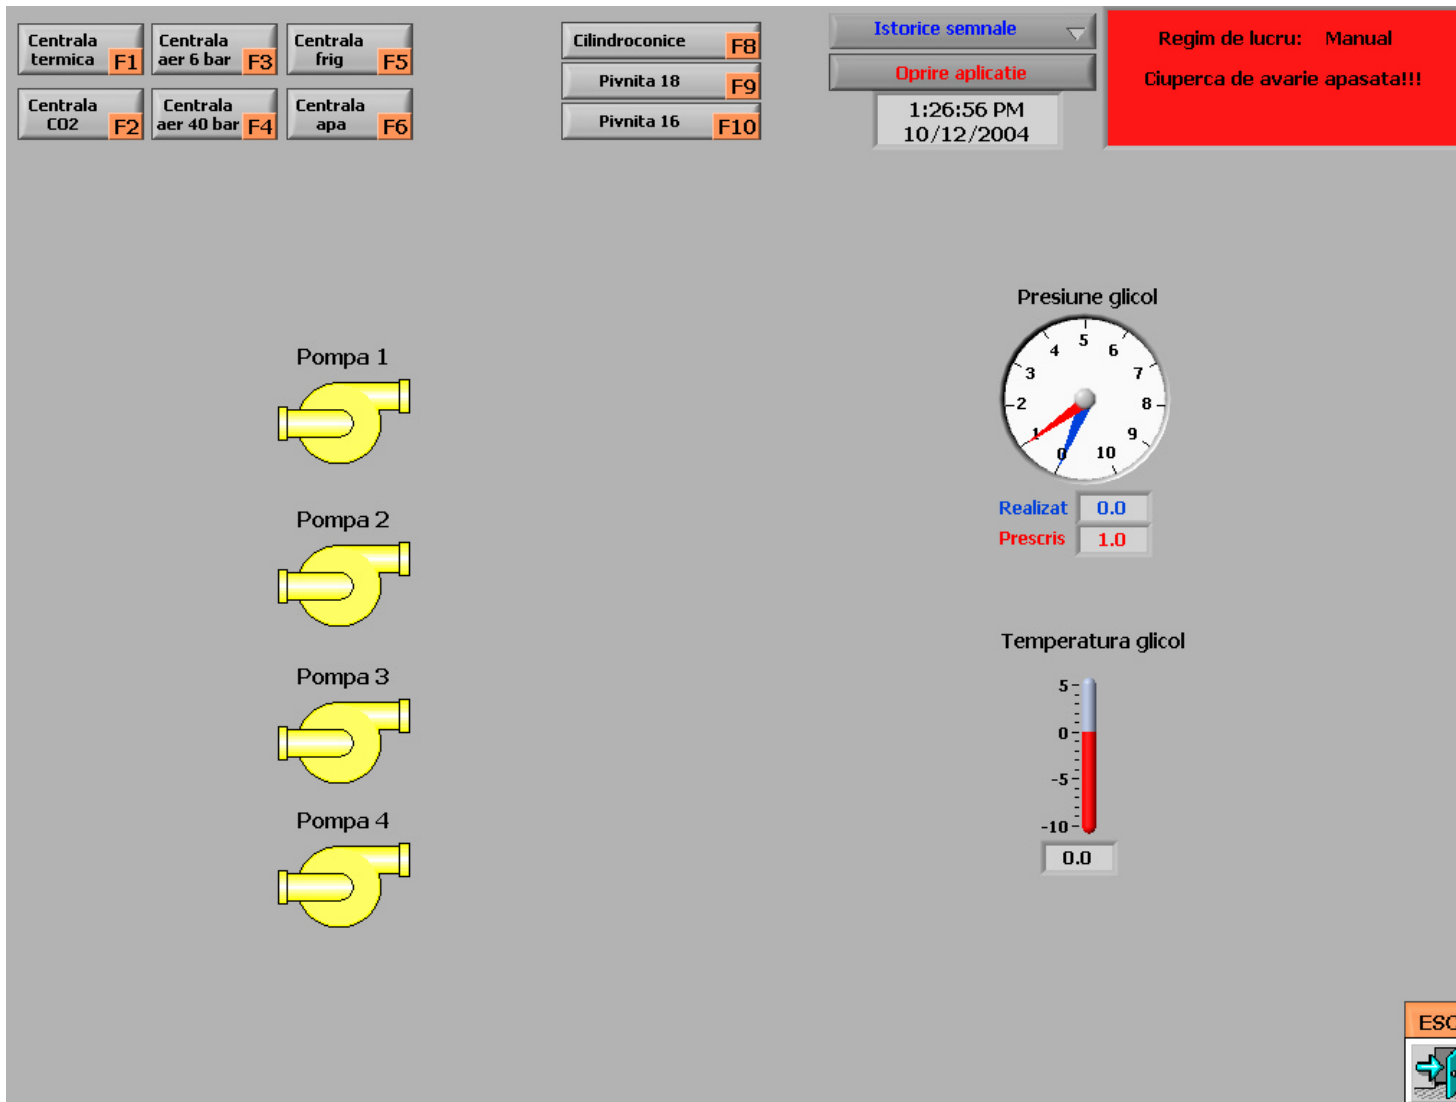 Centrala
termica F1
Centrala
aer 6 bar F3
Centrala
frig F5
Centrala
CO2 F2
Centrala
aer 40 bar F4
Centrala
apa F6
Cilindroconice F8
Pivnita 18 F9
Pivnita 16 F10
Istorice semnale
Oprire aplicatie
1:26:56 PM
10/12/2004
Regim de lucru: Manual
Ciuperca de avarie apasata!!!
Pompa 1
Pompa 2
Pompa 3
Pompa 4
Presiune glicol
0 1 2 3 4 5 6 7 8 9 10
Realizat 0.0
Prescris 1.0
Temperatura glicol
5
0
-5
-10
0.0
ESC